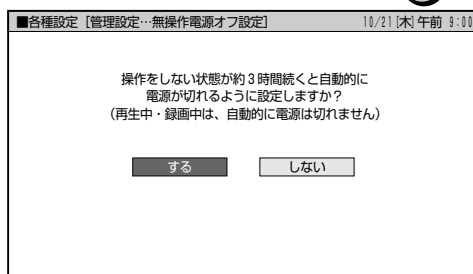 ■各種設定［管理設定…無操作電源オフ設定］ 10/21[木]午前 9:00
操作をしない状態が約3時間続くと自動的に
電源が切れるように設定しますか？
（再生中・録画中は、自動的に電源は切れません）
する しない